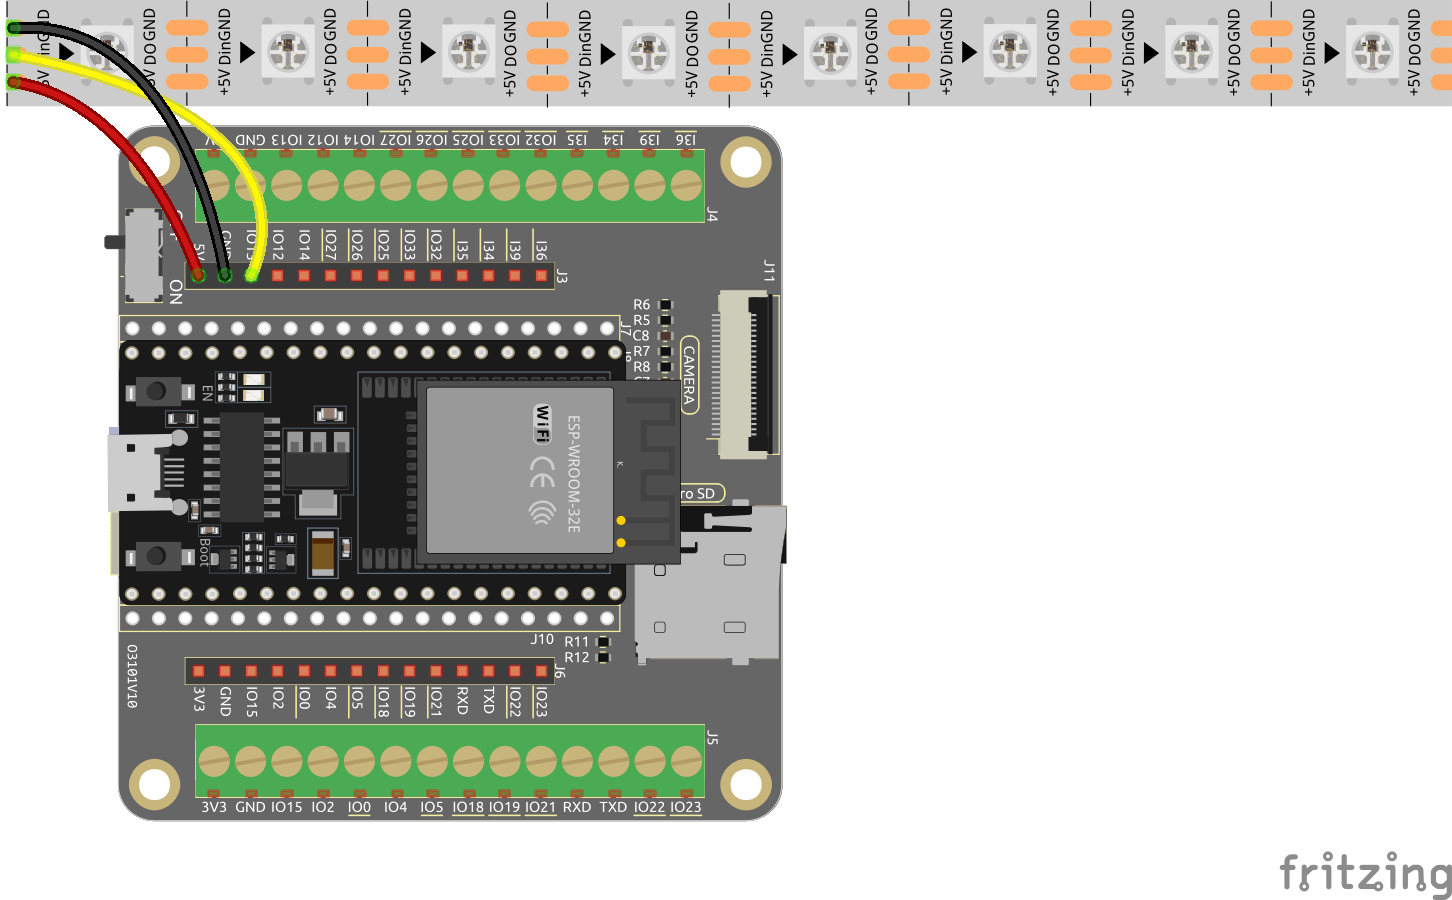 +5V DinGND
+5V DOGND +5V DinGND
+5V DOGND +5V DinGND
+5V DOGND +5V DinGND
+5V DOGND +5V DinGND
+5V DOGND +5V DinGND
+5V DOGND +5V DinGND
+5V DOGND +5V DinGND
GND IO13 IO12 IO14 IO27 IO26 IO25 IO33 IO32 I35 I34 I39 I36
J4
5V GND IO13 IO12 IO14 IO27 IO26 IO25 IO33 IO32 I35 I34 I39 I36
J3
ON
J11
J7
R6
R5
C8
R7
R8
CAMERA
EN
WiFi
CE
ESP-WROOM-32E
ro SD
Boot
J10
R11
R12
O3101V10
J6
3V3 GND IO15 IO2 IO0 IO4 IO5 IO18 IO19 IO21 RXD TXD IO22 IO23
J5
3V3 GND IO15 IO2 IO0 IO4 IO5 IO18 IO19 IO21 RXD TXD IO22 IO23
fritzing